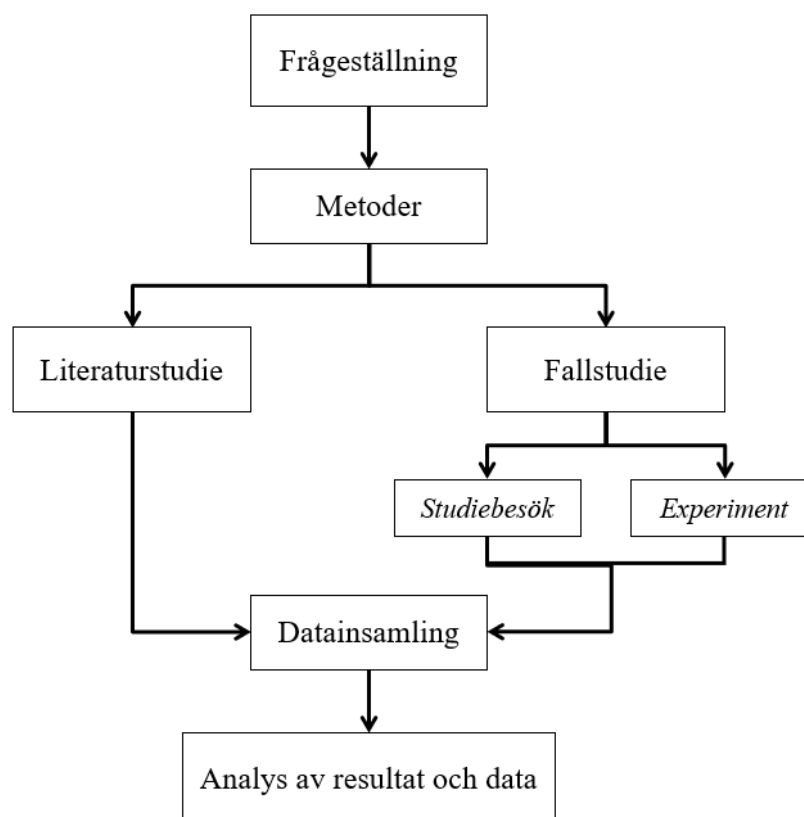 Frågeställning
Metoder
Literaturstudie
Fallstudie
Studiebesök
Experiment
Datainsamling
Analys av resultat och data